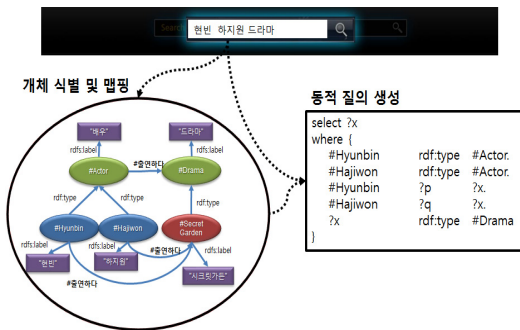 Search
현빈 하지원 드라마
개체 식별 및 맵핑
동적 질의 생성
"배우"
"드라마"
rdfs:label
rdfs:label
#출연하다
#Actor
#Drama
rdf:type
rdf:type
rdf:type
#Hyunbin
#Hajiwon
#Secret
Garden
rdfs:label
rdfs:label
#출연하다
rdfs:label
"현빈"
"하지원"
"시크릿가든"
#출연하다
select ?x
where {
#Hyunbin rdf:type #Actor.
#Hajiwon rdf:type #Actor.
#Hyunbin ?p ?x.
#Hajiwon ?q ?x.
?x rdf:type #Drama
}